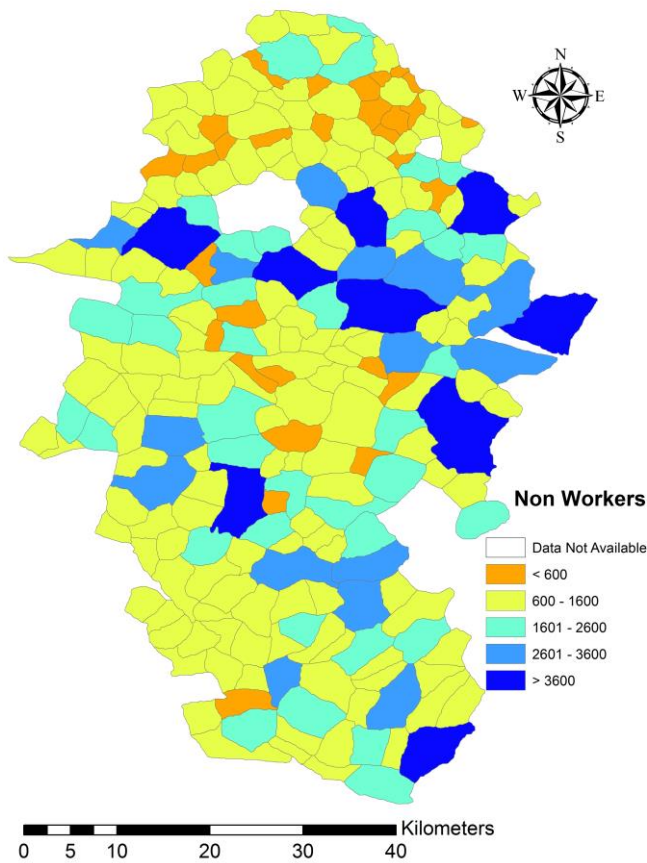 N
W E
S
Non Workers
Data Not Available
< 600
600 - 1600
1601 - 2600
2601 - 3600
> 3600
Kilometers
0 5 10 20 30 40